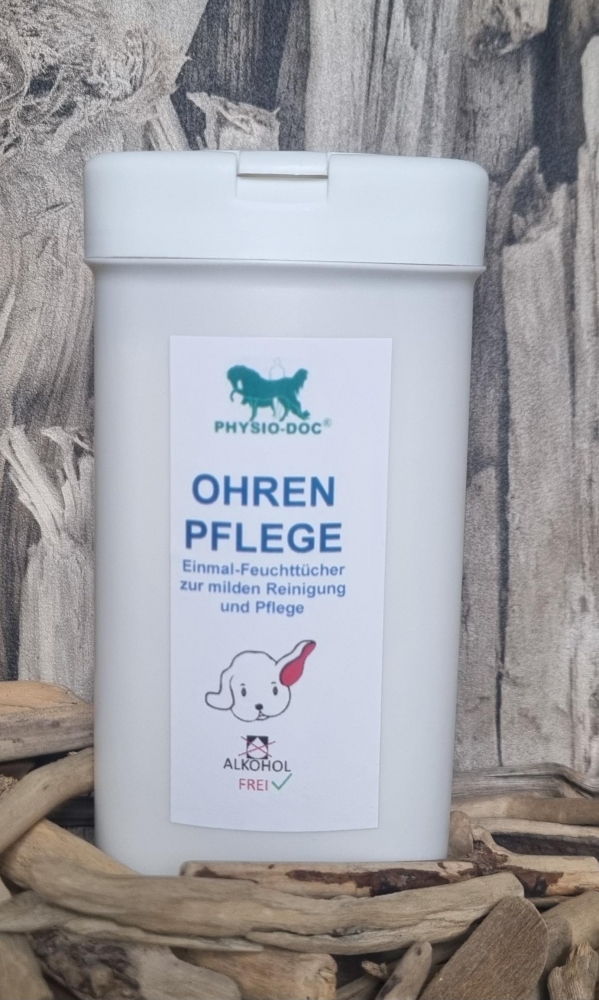 PHYSIO-DOC®
OHREN
PFLEGE
Einmal-Feuchttücher
zur milden Reinigung
und Pflege
ALKOHOL
FREI